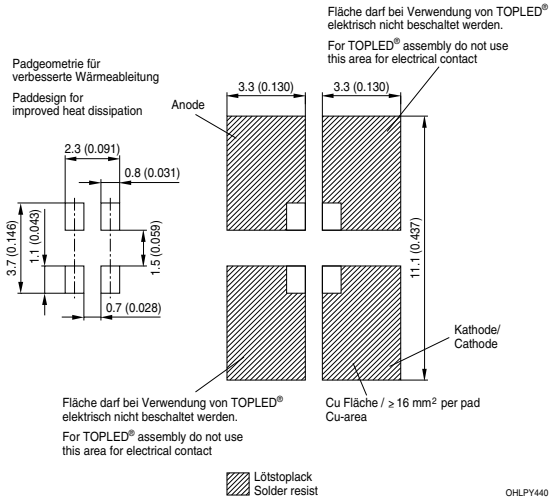 Fläche darf bei Verwendung von TOPLED®
elektrisch nicht beschaltet werden.
For TOPLED® assembly do not use
this area for electrical contact
Padgeometrie für
verbesserte Wärmeableitung
Paddesign for
improved heat dissipation
Anode
3.3 (0.130)
3.3 (0.130)
2.3 (0.091)
0.8 (0.031)
3.7 (0.146)
1.1 (0.043)
1.5 (0.059)
0.7 (0.028)
11.1 (0.437)
Kathode/
Cathode
Fläche darf bei Verwendung von TOPLED®
elektrisch nicht beschaltet werden.
For TOPLED® assembly do not use
this area for electrical contact
Cu Fläche / ≥ 16 mm² per pad
Cu-area
Lötstoplack
Solder resist
OHLPY440